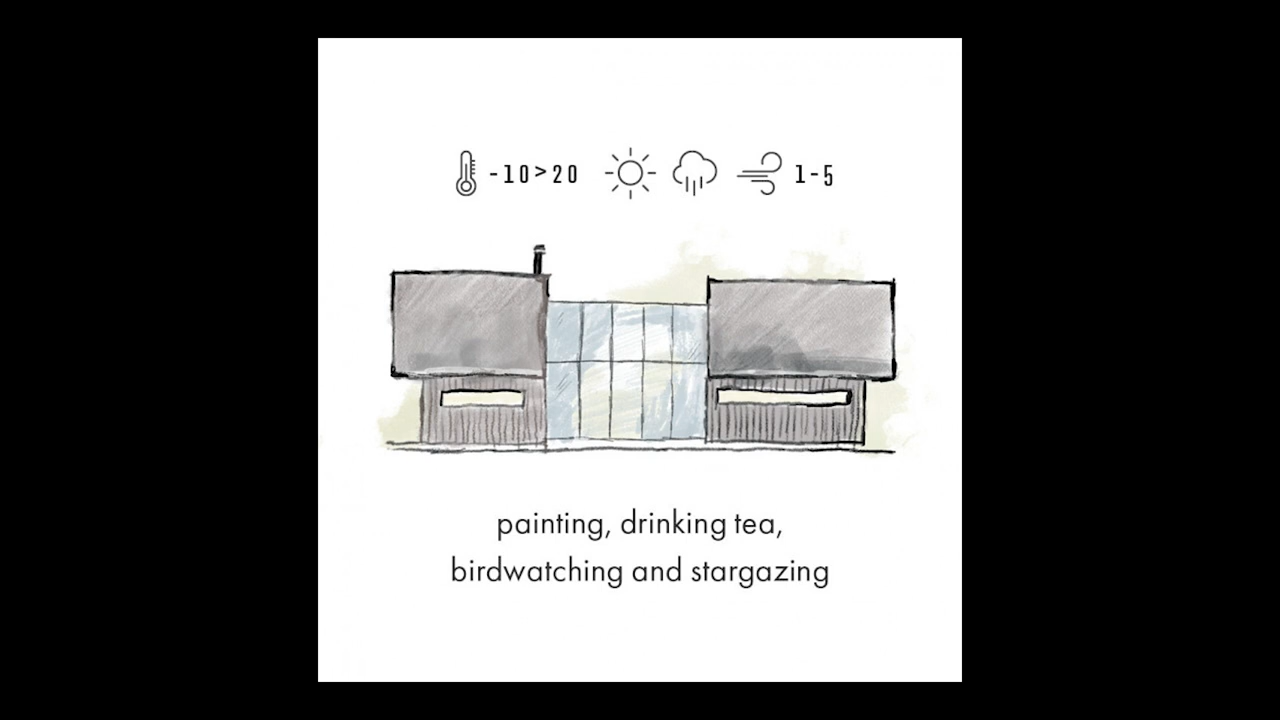 -10>20 1-5
painting, drinking tea,
birdwatching and stargazing